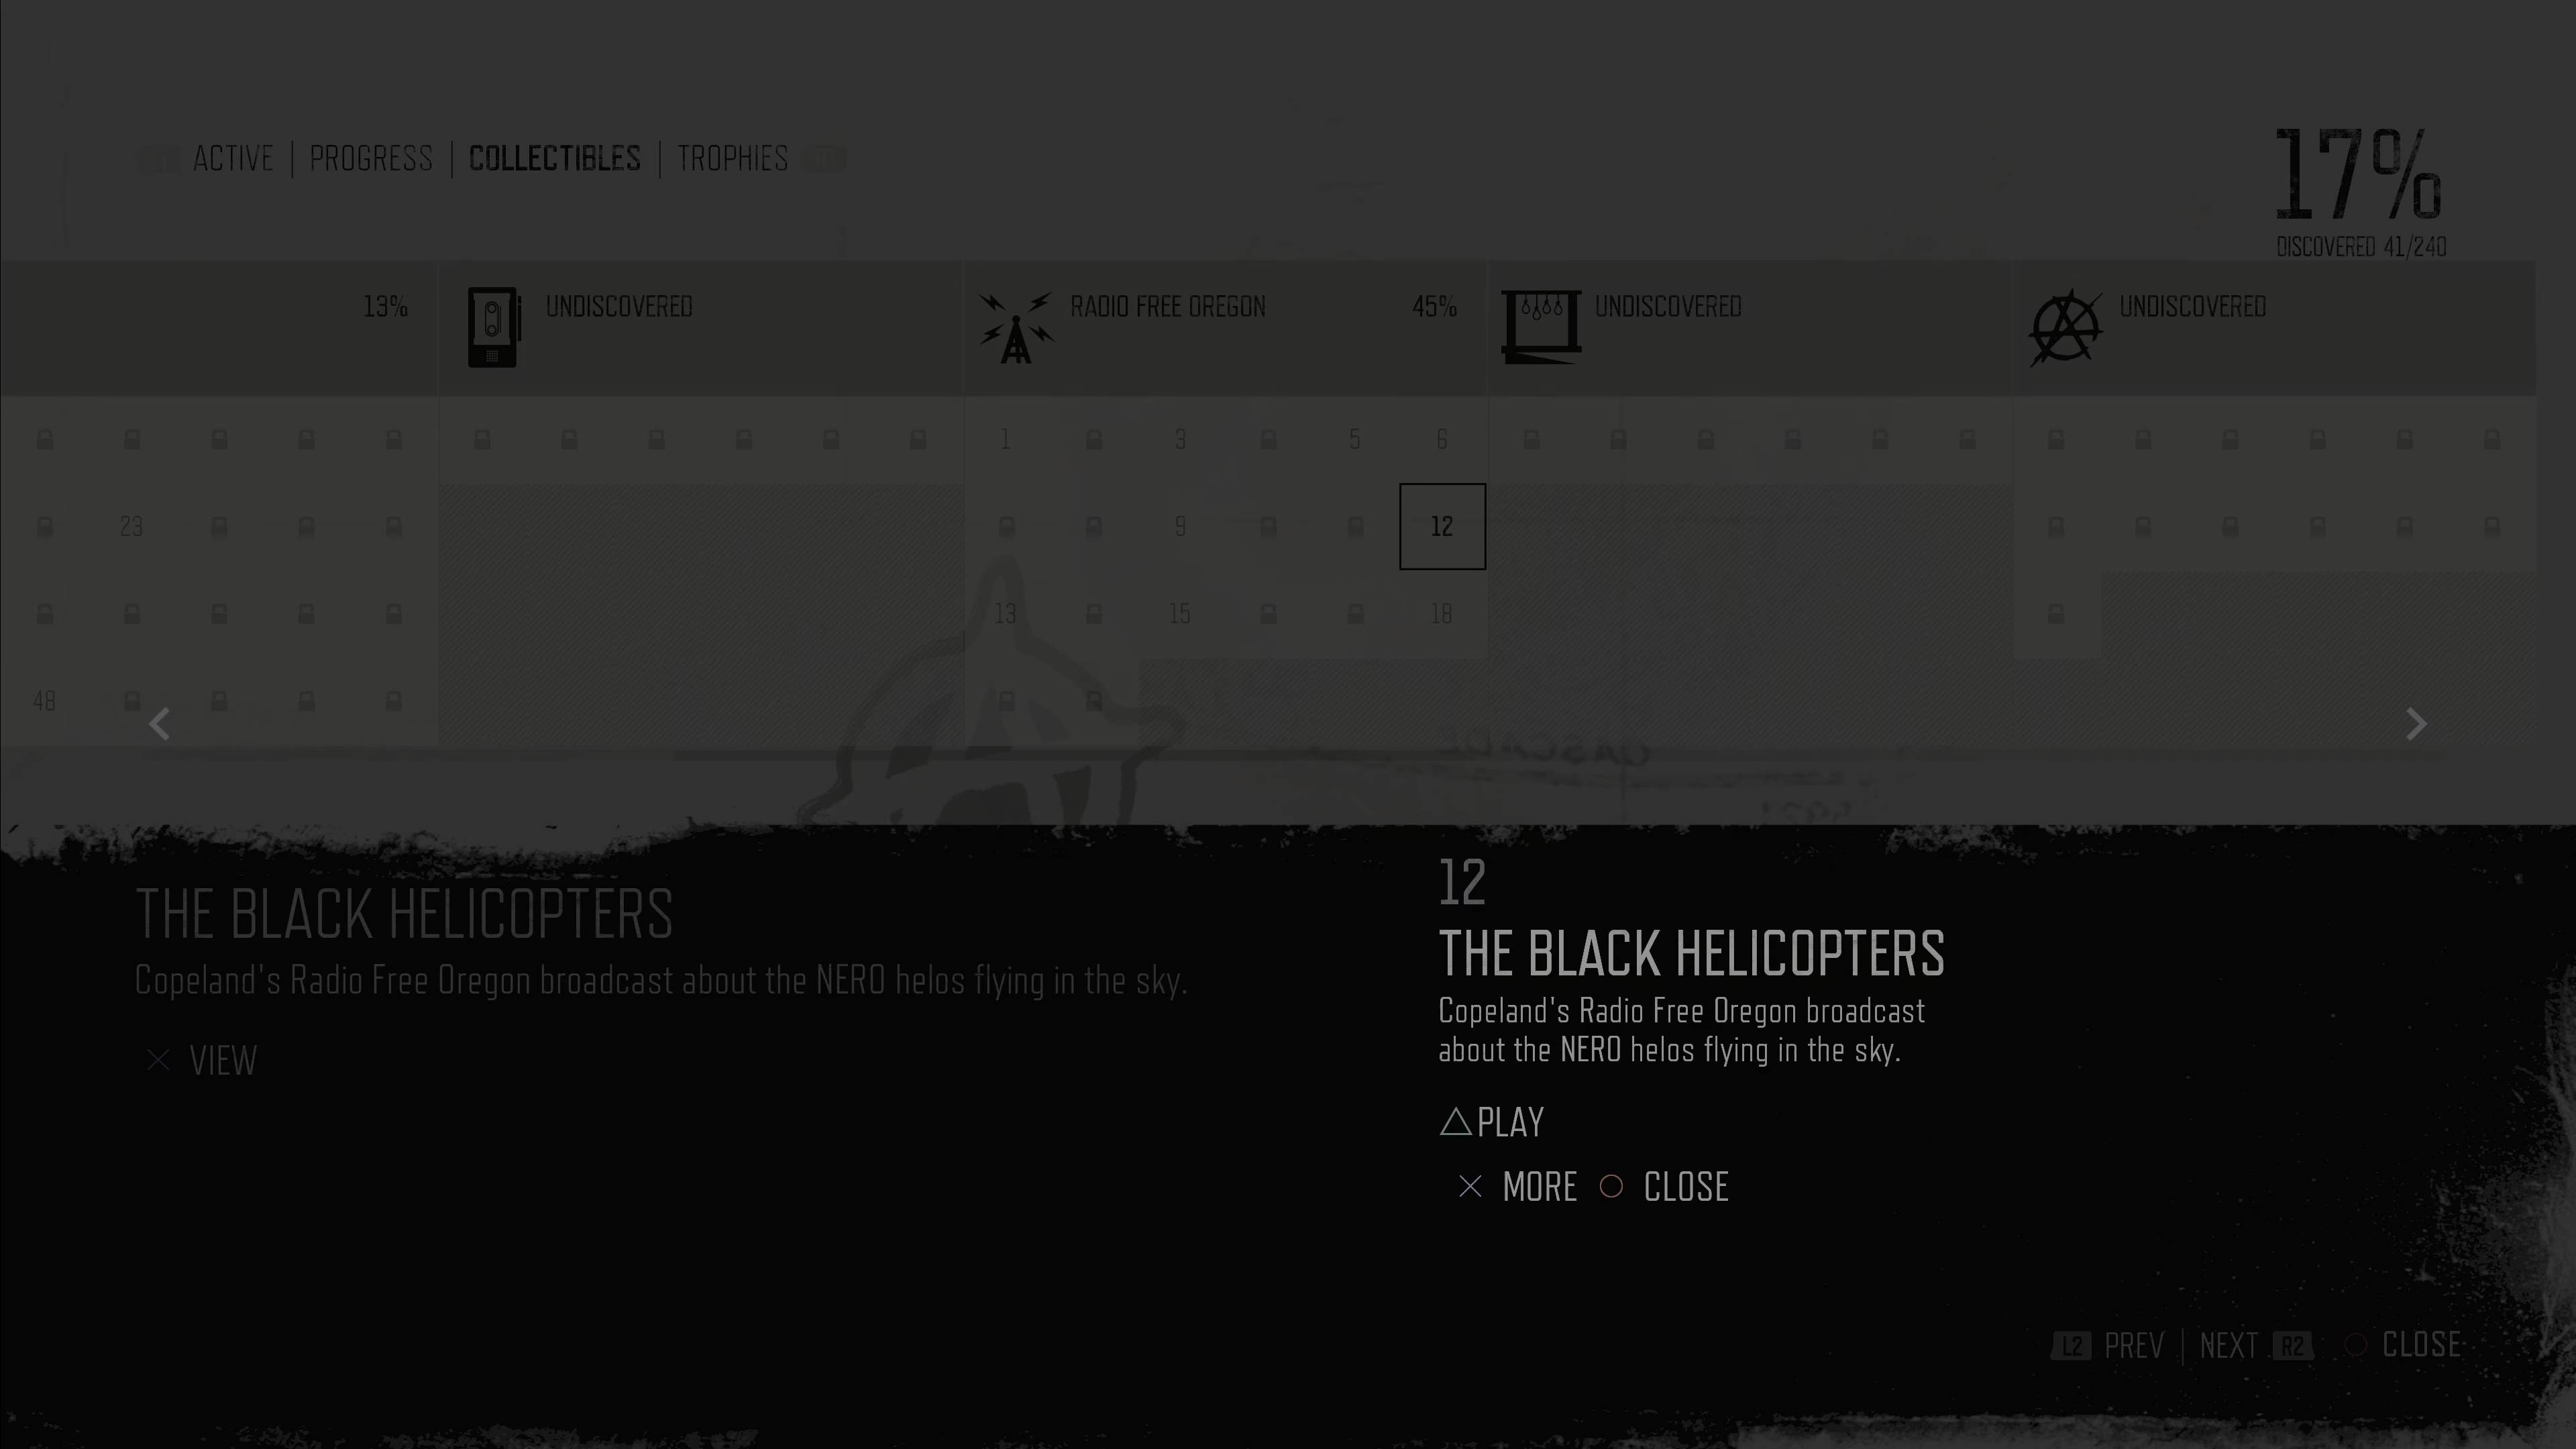 ACTIVE | PROGRESS | COLLECTIBLES | TROPHIES
17%
DISCOVERED 41/240
13% UNDISCOVERED RADIO FREE OREGON 45% UNDISCOVERED UNDISCOVERED
1 3 5 6
23 9 12
13 15 18
48
THE BLACK HELICOPTERS
Copeland's Radio Free Oregon broadcast about the NERO helos flying in the sky.
VIEW
12
THE BLACK HELICOPTERS
Copeland's Radio Free Oregon broadcast
about the NERO helos flying in the sky.
PLAY
MORE CLOSE
L2 PREV | NEXT R2 CLOSE